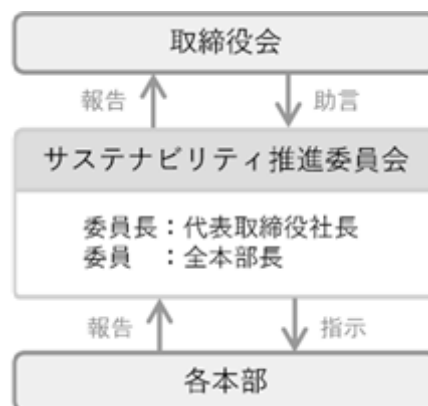 取締役会
報告 助言
サステナビリティ推進委員会
委員長：代表取締役社長
委員　：全本部長
報告 指示
各本部